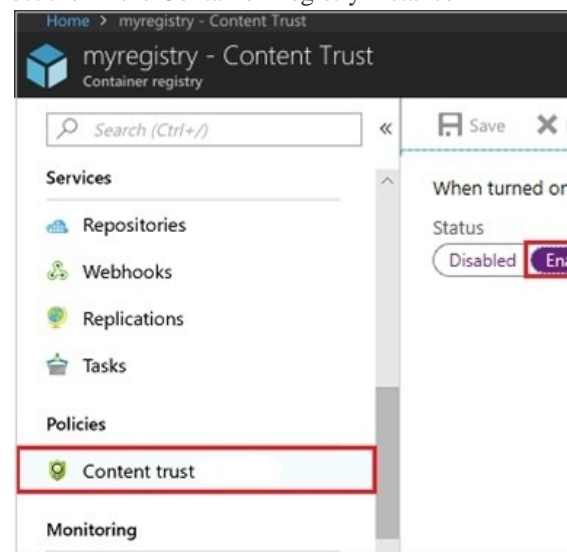 Home > myregistry - Content Trust
myregistry - Content Trust
Container registry
Search (Ctrl+/)
«
Save
Services
When turned on
Repositories
Status
Disabled
Webhooks
Replications
Tasks
Policies
Content trust
Monitoring